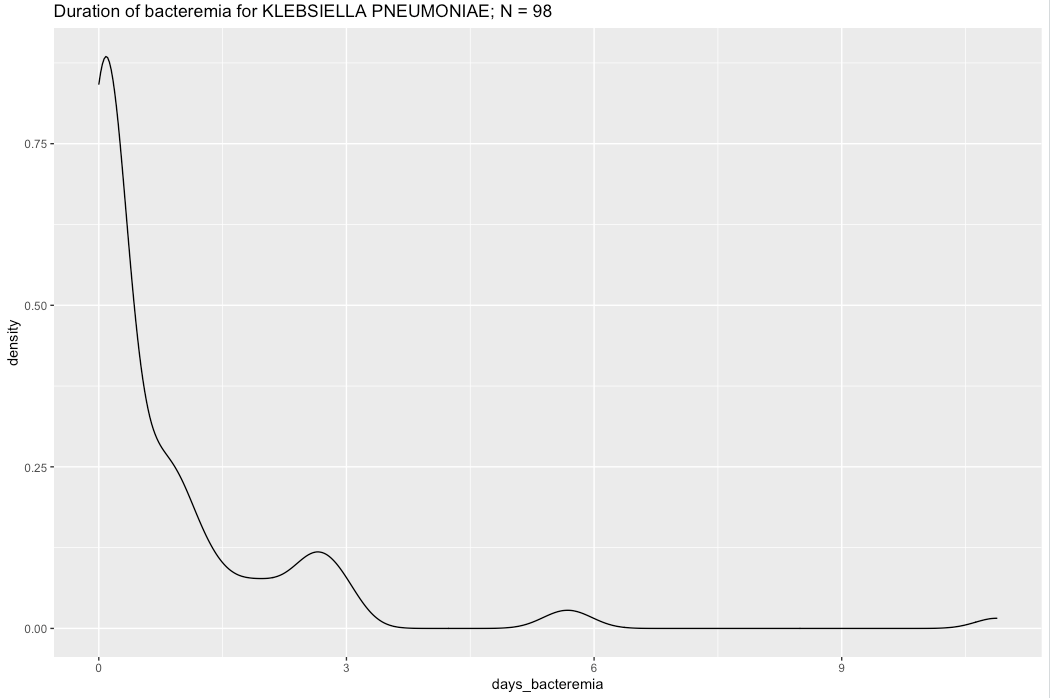 Duration of bacteremia for KLEBSIELLA PNEUMONIAE; N = 98
density
0.75
0.50
0.25
0.00
0
3
6
9
days_bacteremia